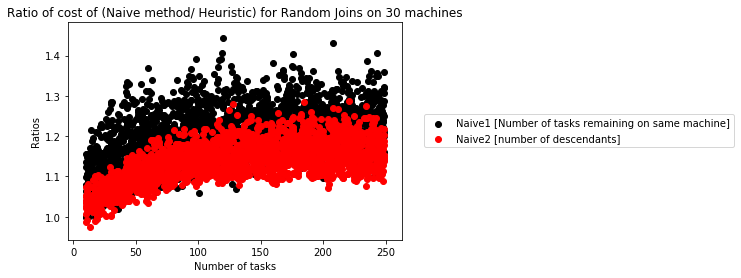 Ratio of cost of (Naive method/ Heuristic) for Random Joins on 30 machines
1.4
1.3
1.2
1.1
1.0
Ratios
0
50
100
150
200
250
Number of tasks
Naive1 [Number of tasks remaining on same machine]
Naive2 [number of descendants]